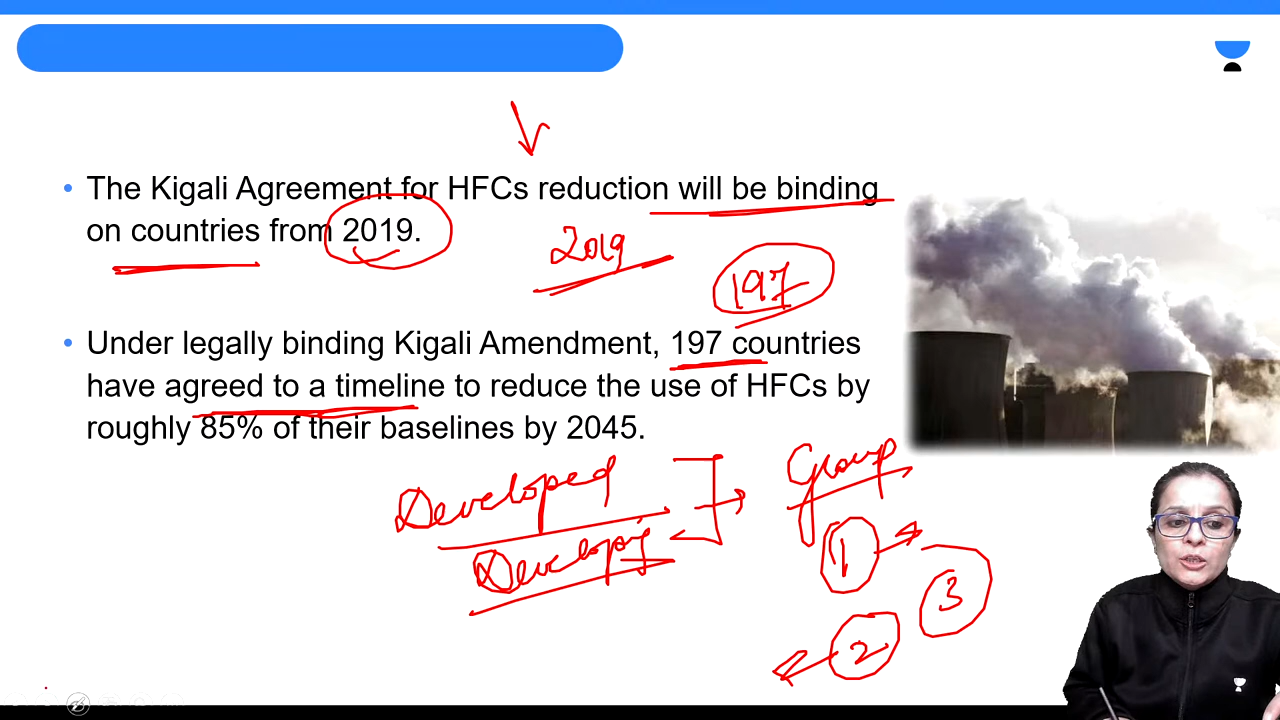 The Kigali Agreement for HFCs reduction will be binding
on countries from 2019.
2019
197
Under legally binding Kigali Amendment, 197 countries
have agreed to a timeline to reduce the use of HFCs by
roughly 85% of their baselines by 2045.
Developed
Developing
Group
1
3
2